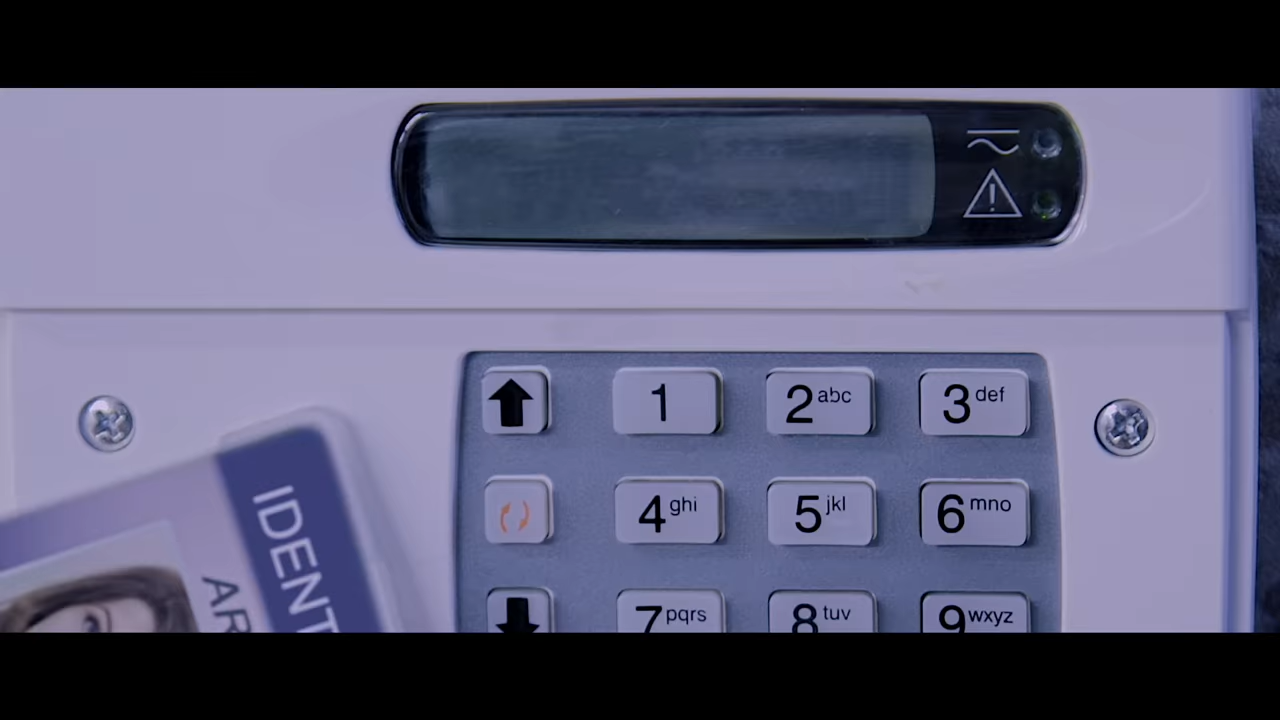 1
2abc
3def
4ghi
5jkl
6mno
7pqrs
8tuv
9wxyz
IDENT
AR